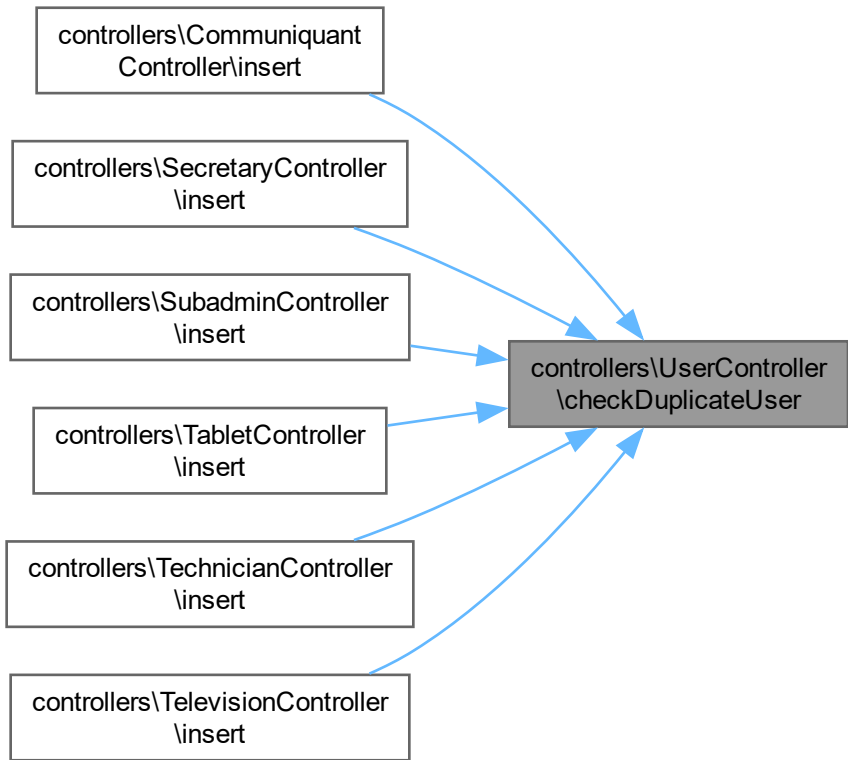 controllers\Communiquant
Controller\insert
controllers\SecretaryController
\insert
controllers\SubadminController
\insert
controllers\UserController
\checkDuplicateUser
controllers\TabletController
\insert
controllers\TechnicianController
\insert
controllers\TelevisionController
\insert